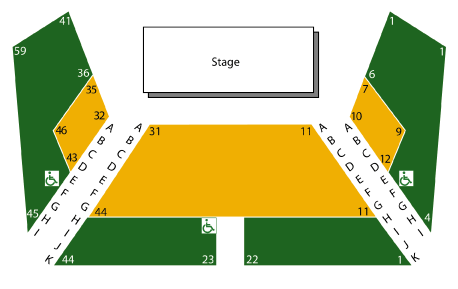 41
1
59
1
Stage
36
6
35
7
32
10
A
A
31
11
A
A
46
9
B
B
B
B
C
C
C
C
43
12
D
D
D
D
E
E
E
E
F
F
F
F
G
G
G
G
45
44
11
4
H
H
H
H
I
I
I
I
J
J
K
44
23
22
1
K